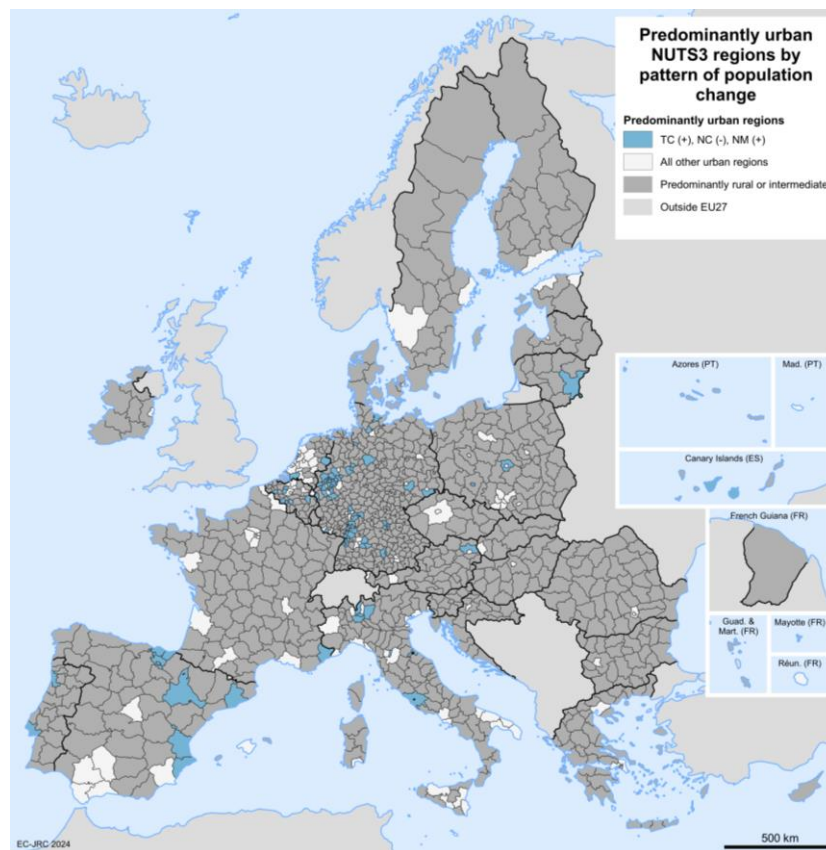 Predominantly urban
NUTS3 regions by
pattern of population
change
Predominantly urban regions
TC (+), NC (-), NM (+)
All other urban regions
Predominantly rural or intermediate
Outside EU27
Azores (PT)
Mad. (PT)
Canary Islands (ES)
French Guiana (FR)
Guad. &
Mart. (FR)
Mayotte (FR)
Réun. (FR)
EC-JRC 2024
500 km